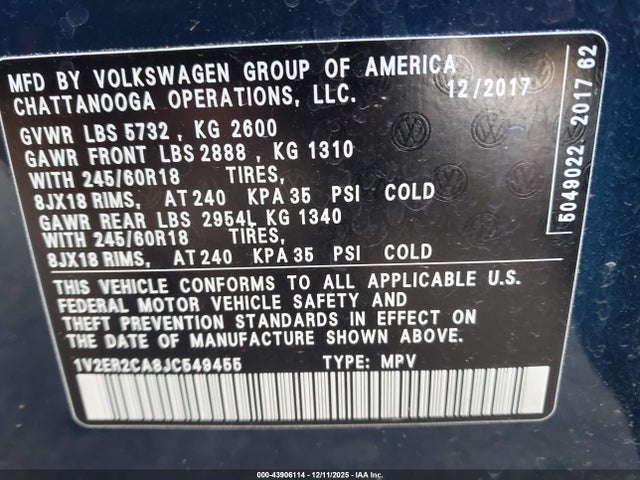 MFD BY VOLKSWAGEN GROUP OF AMERICA
CHATTANOOGA OPERATIONS, LLC. 12/2017
GVWR LBS 5732 , KG 2600
GAWR FRONT LBS 2888 , KG 1310
WITH 245/60R18 TIRES,
8JX18 RIMS, AT 240 KPA 35 PSI COLD
GAWR REAR LBS 2954L KG 1340
WITH 245/60R18 TIRES,
8JX18 RIMS, AT 240 KPA 35 PSI COLD
THIS VEHICLE CONFORMS TO ALL APPLICABLE U.S.
FEDERAL MOTOR VEHICLE SAFETY AND
THEFT PREVENTION STANDARDS IN EFFECT ON
THE DATE OF MANUFACTURE SHOWN ABOVE.
1V2ER2CA8JC549455 TYPE: MPV
5049022 2017 62
000-43906114 - 12/11/2025 - IAA Inc.